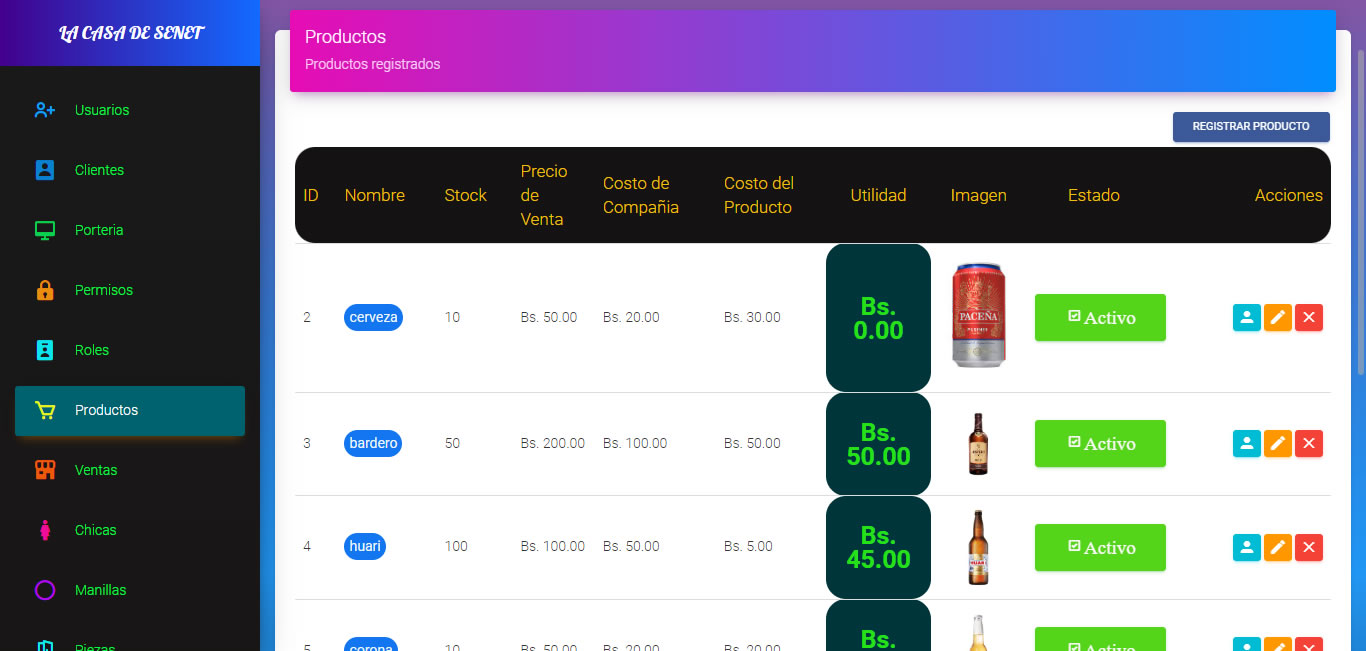 LA CASA DE SENET
Usuarios
Clientes
Porteria
Permisos
Roles
Productos
Ventas
Chicas
Manillas
Piezas
Productos
Productos registrados
REGISTRAR PRODUCTO
ID Nombre Stock Precio de Venta Costo de Compañia Costo del Producto Utilidad Imagen Estado Acciones
2 cerveza 10 Bs. 50.00 Bs. 20.00 Bs. 30.00 Bs. 0.00 PACEÑA Activo
3 bardero 50 Bs. 200.00 Bs. 100.00 Bs. 50.00 Bs. 50.00 Activo
4 huari 100 Bs. 100.00 Bs. 50.00 Bs. 5.00 Bs. 45.00 HUARI Activo
5 corona 10 Bs. 50.00 Bs. 20.00 Bs. 20.00 Bs. Activo